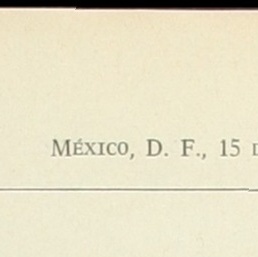 MÉXICO, D. F., 15